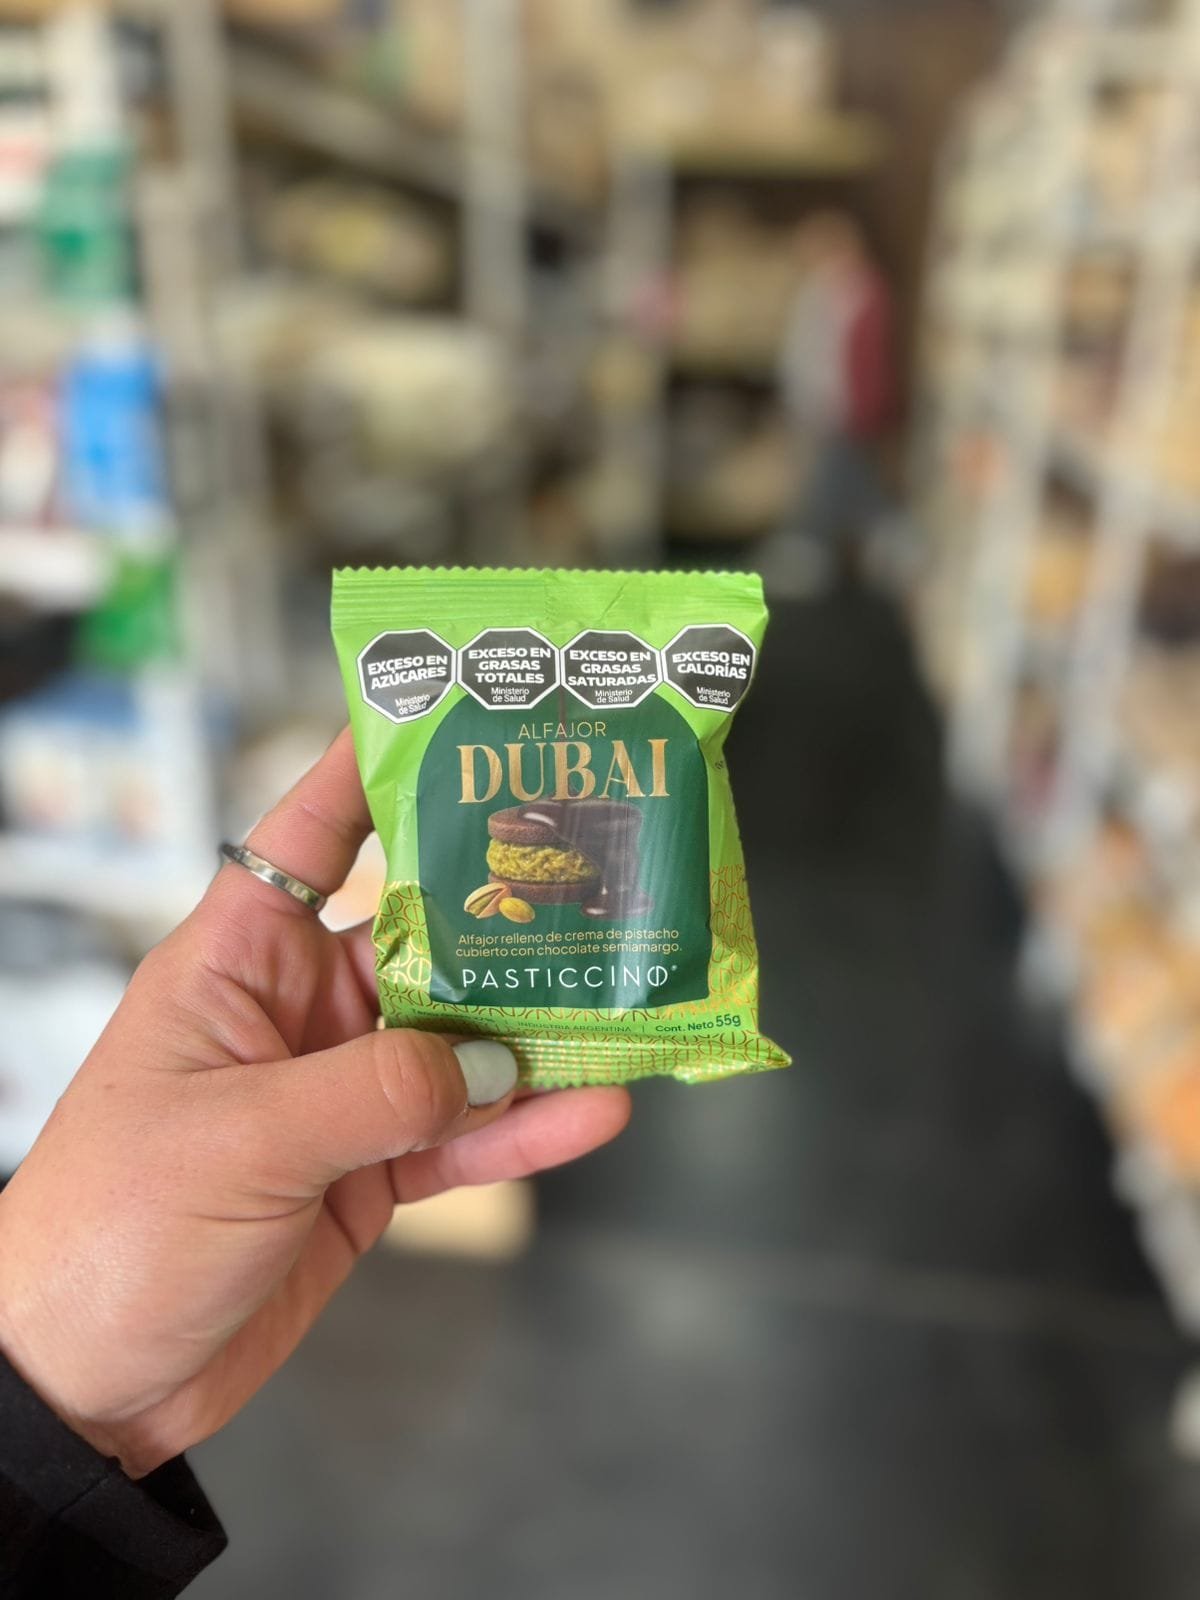 EXCESO EN
AZÚCARES
Ministerio
de Salud
EXCESO EN
GRASAS
TOTALES
Ministerio
de Salud
EXCESO EN
GRASAS
SATURADAS
Ministerio
de Salud
EXCESO EN
CALORÍAS
Ministerio
de Salud
ALFAJOR
DUBAI
Alfajor relleno de crema de pistacho
cubierto con chocolate semiamargo.
PASTICCINO®
INDUSTRIA ARGENTINA | Cont. Neto 55g